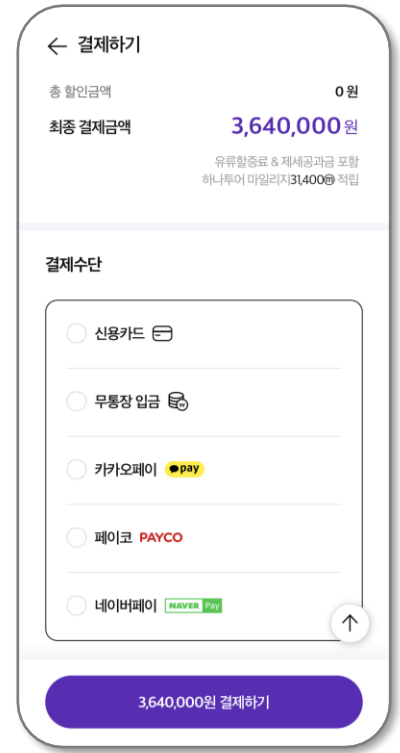 결제하기
총 할인금액 0 원
최종 결제금액 3,640,000 원
유류할증료 & 제세공과금 포함
하나투어 마일리지31,400ⓜ 적립
결제수단
신용카드
무통장 입금 W
카카오페이 pay
페이코 PAYCO
네이버페이 NAVER Pay
3,640,000원 결제하기